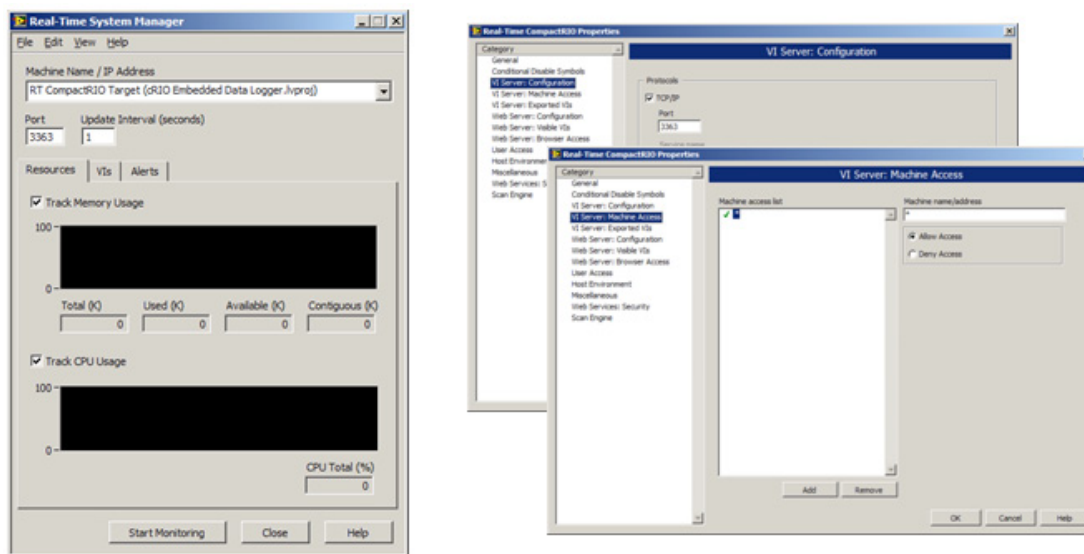 Real-Time System Manager
File Edit View Help
Machine Name / IP Address
RT CompactRIO Target (cRIO Embedded Data Logger.lvproj)
Port Update Interval (seconds)
3363 1
Resources VIs Alerts
Track Memory Usage
100
0
Total (K) Used (K) Available (K) Contiguous (K)
0 0 0 0
Track CPU Usage
100
0
CPU Total (%)
0
Start Monitoring Close Help
Real-Time CompactRIO Properties
Category
General
Conditional Disable Symbols
VI Server: Configuration
VI Server: Machine Access
VI Server: Exported VIs
Web Server: Configuration
Web Server: Visible VIs
Web Server: Browser Access
User Access
Host Environmen
Miscellaneous
Web Services: S
Scan Engine
VI Server: Configuration
Protocols
TCP/IP
Port
3363
Service name
Real-Time CompactRIO Properties
Category
General
Conditional Disable Symbols
VI Server: Configuration
VI Server: Machine Access
VI Server: Exported VIs
Web Server: Configuration
Web Server: Visible VIs
Web Server: Browser Access
User Access
Host Environment
Miscellaneous
Web Services: Security
Scan Engine
VI Server: Machine Access
Machine access list
*
Machine name/address
*
Allow Access
Deny Access
Add Remove
OK Cancel Help